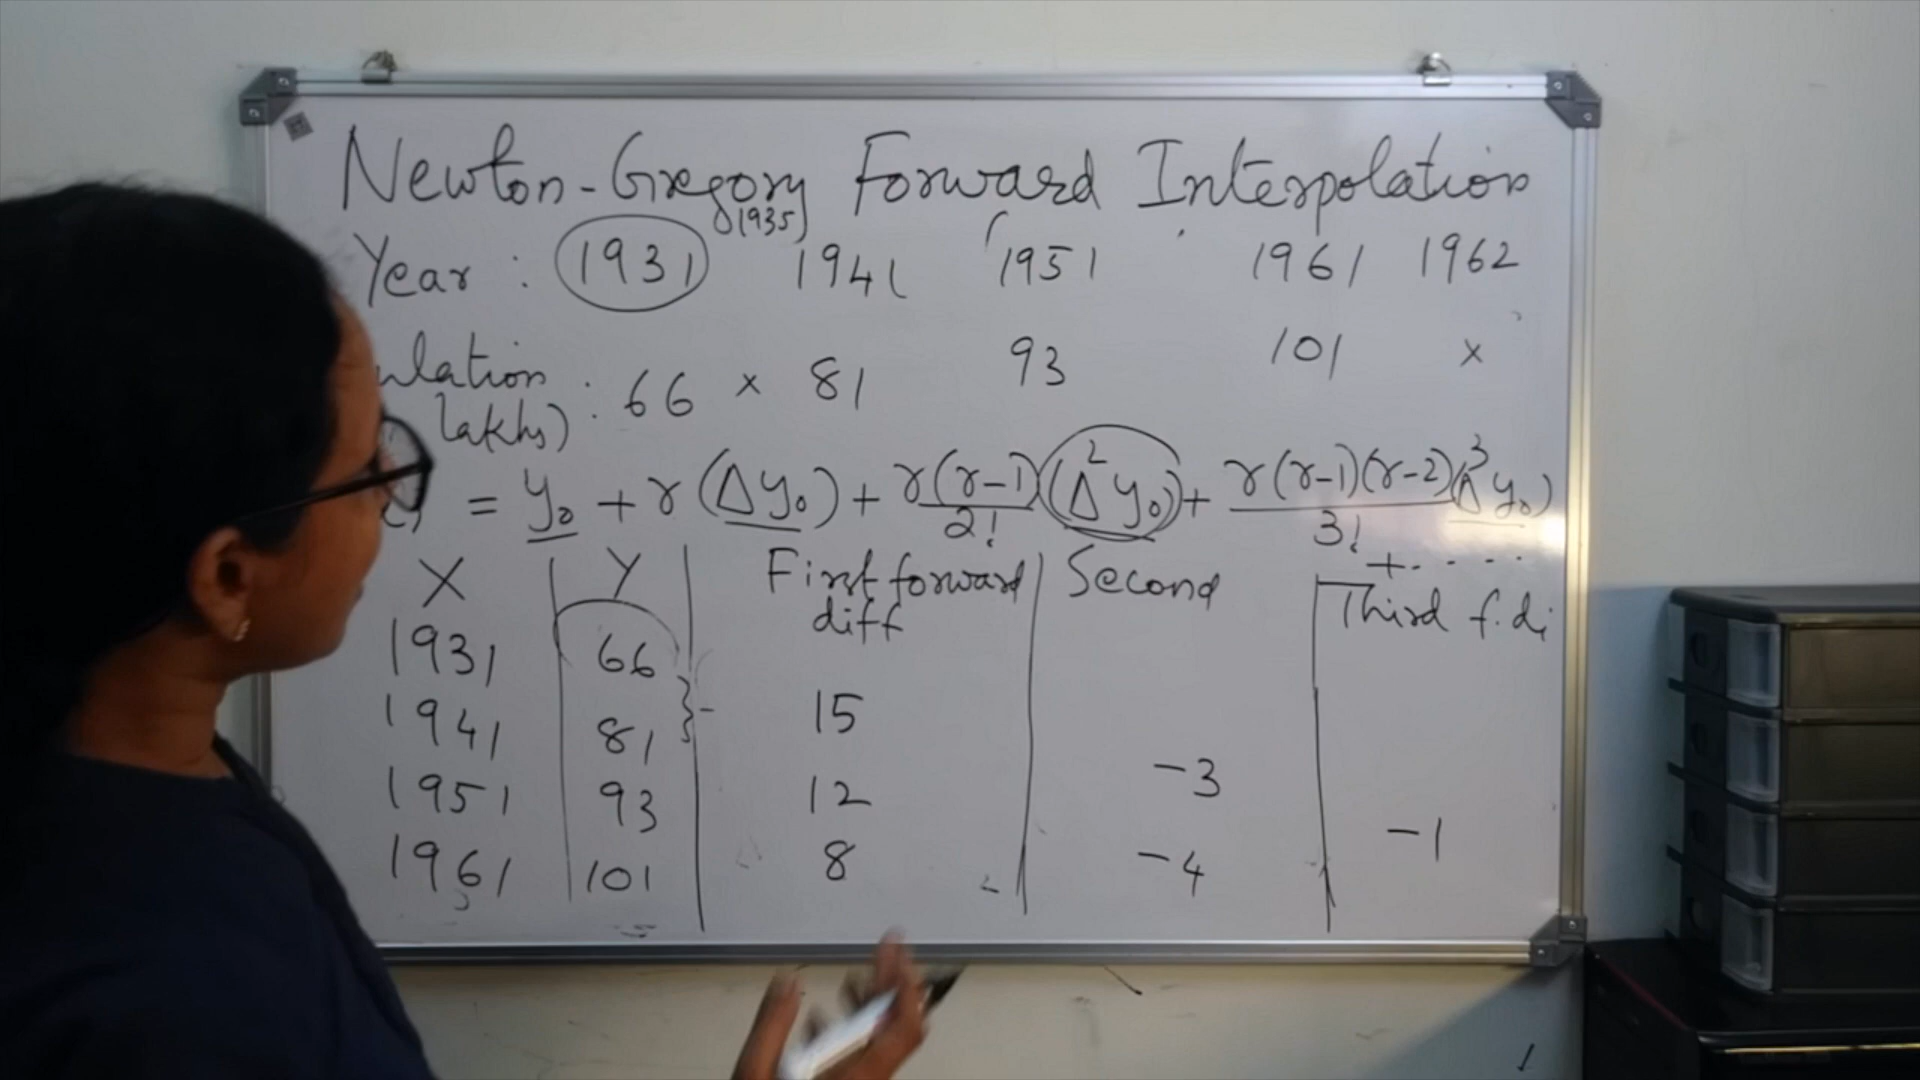 Newton-Gregory Forward Interpolation
(1935)
Year : 1931 1941 1951 1961 1962
ulation
lakhs) : 66 × 81 93 101 ×
= y₀ + r (Δy₀) + r(r-1)/2! (Δ²y₀) + r(r-1)(r-2)/3! (Δ³y₀)
+ . . . .
X Y First forward diff Second Third f. di
1931 66
1941 81 15
1951 93 12 -3
1961 101 8 -4 -1